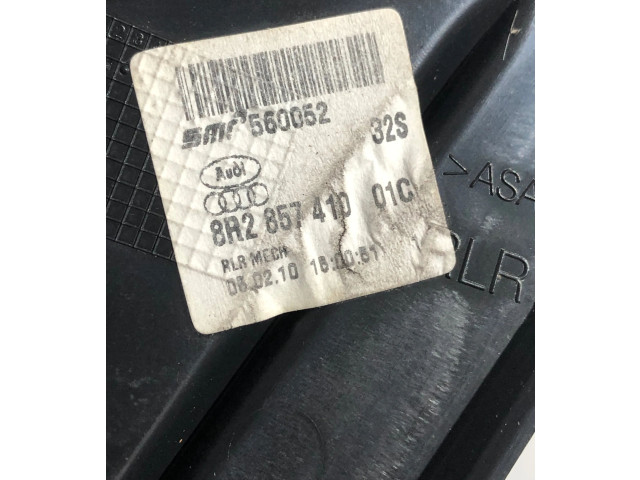 SMR 560052
32S
Audi
8R2 857 410 01C
RLR MECH
08.02.10 16:00:51
>ASA
RLR